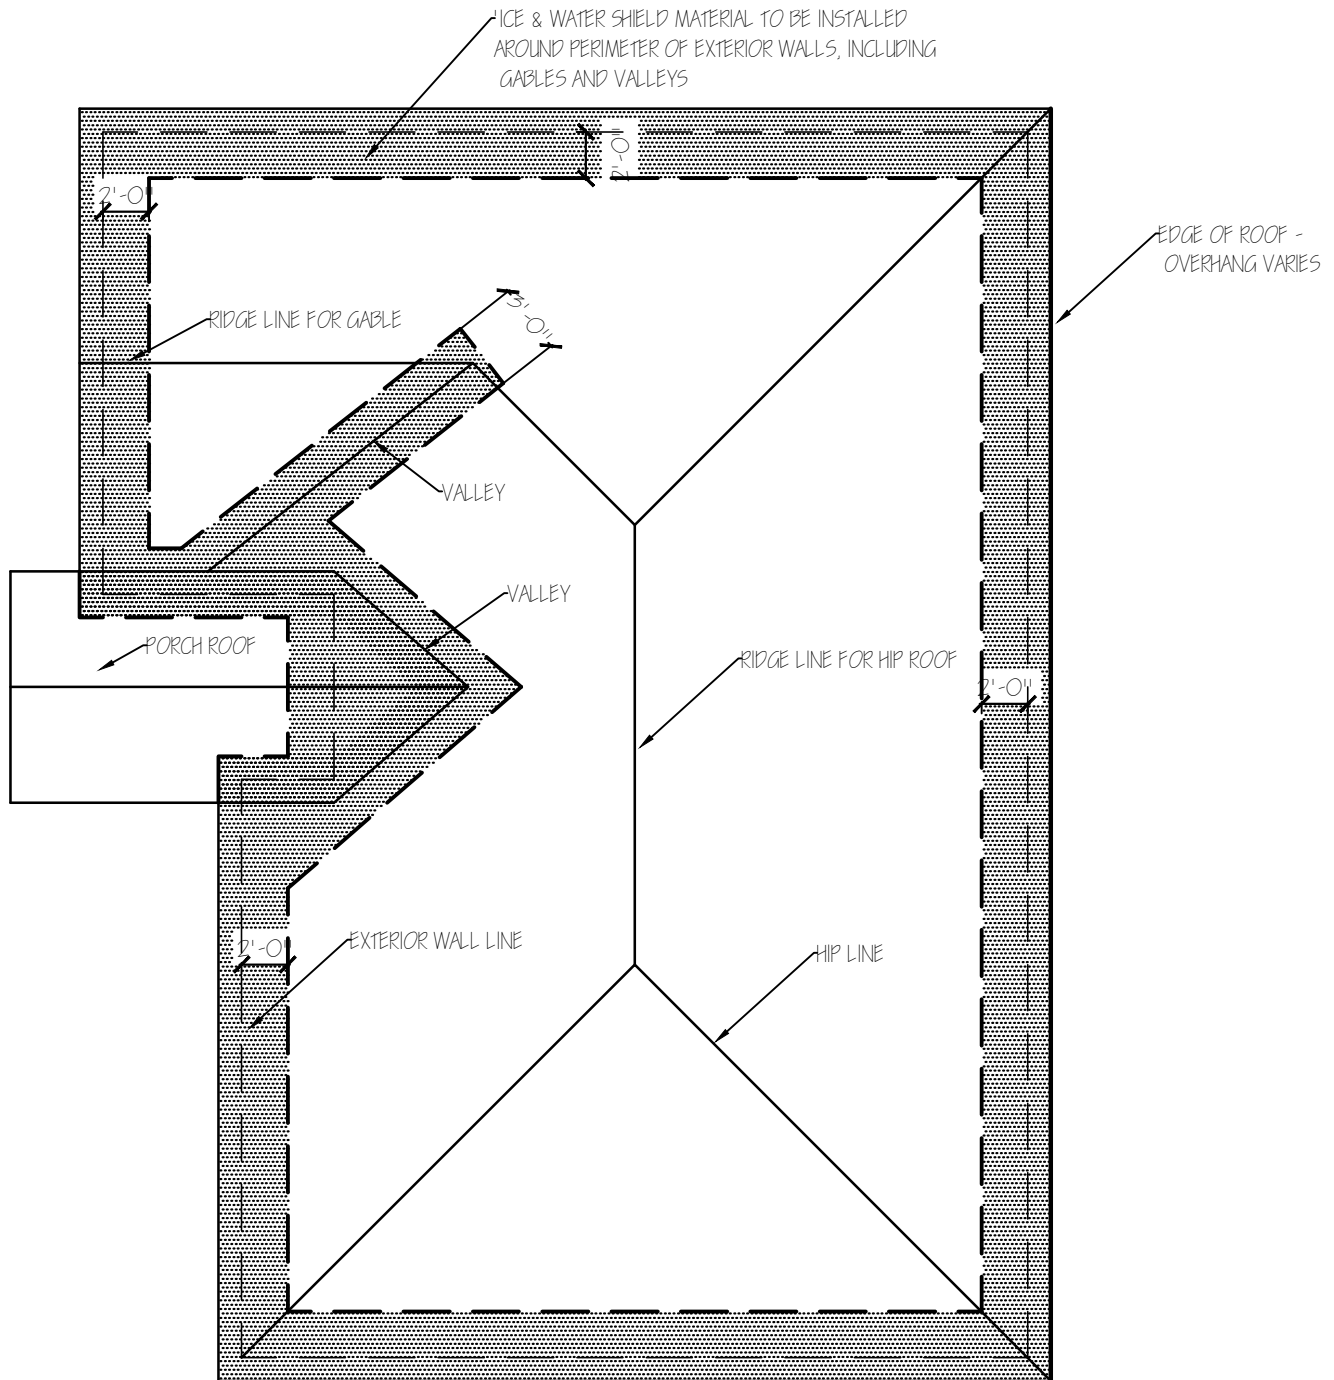 ICE & WATER SHIELD MATERIAL TO BE INSTALLED
AROUND PERIMETER OF EXTERIOR WALLS, INCLUDING
GABLES AND VALLEYS
2'-0"
2'-0"
EDGE OF ROOF -
OVERHANG VARIES
3'-0"
RIDGE LINE FOR GABLE
VALLEY
VALLEY
PORCH ROOF
RIDGE LINE FOR HIP ROOF
2'-0"
EXTERIOR WALL LINE
2'-0"
HIP LINE